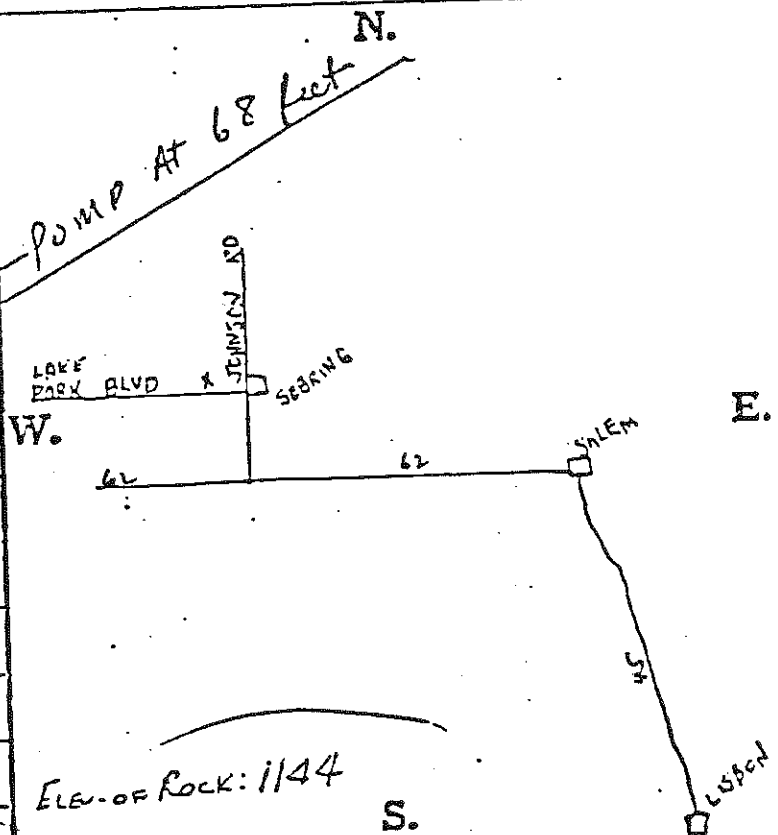 N.
PUMP At 68 feet
JOHNSON RD
LAKE
PARK BLVD X
SEBRING
W.
E.
SALEM
62
62
45
ELEV. OF ROCK: 1144
LISBON
S.